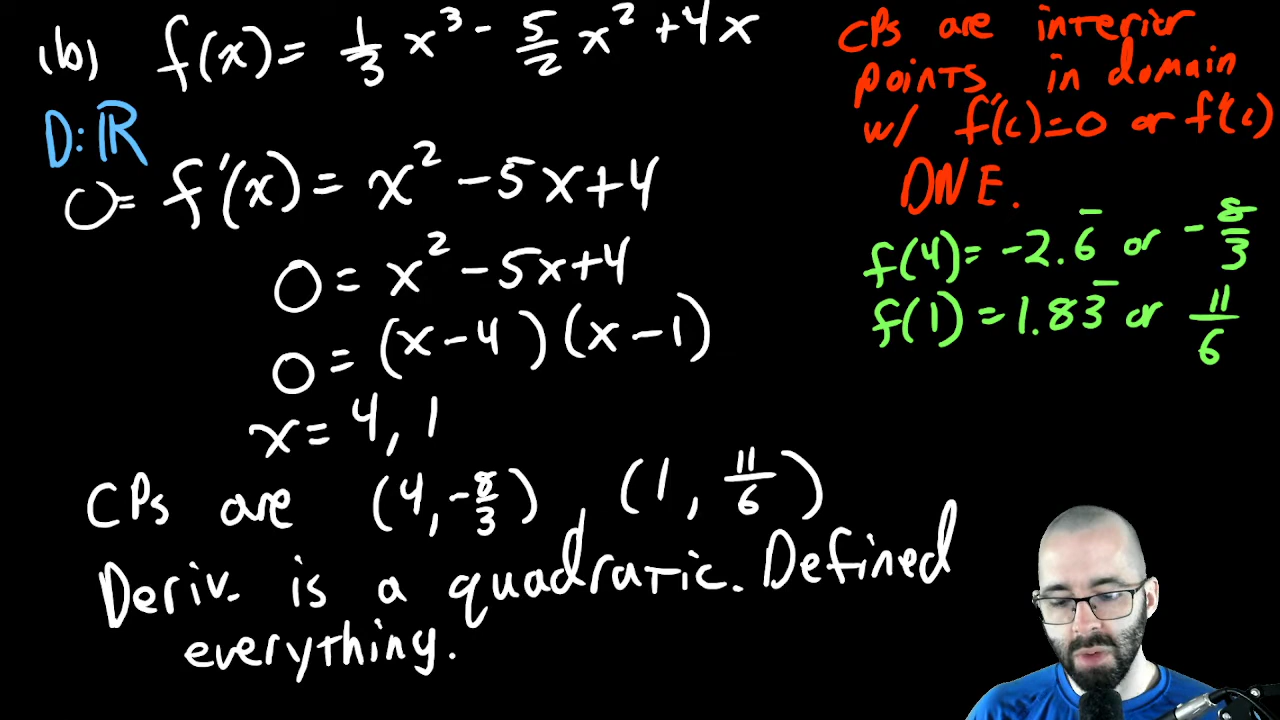 (b) f(x) = 1/3 x³ - 5/2 x² + 4x
D: ℝ
0 = f'(x) = x² - 5x + 4
0 = x² - 5x + 4
0 = (x - 4)(x - 1)
x = 4, 1
CPs are (4, -8/3), (1, 11/6)
Deriv. is a quadratic. Defined
everything.
CPs are interior
points in domain
w/ f'(c) = 0 or f'(c)
DNE.
f(4) = -2.6̅ or -8/3
f(1) = 1.83̅ or 11/6